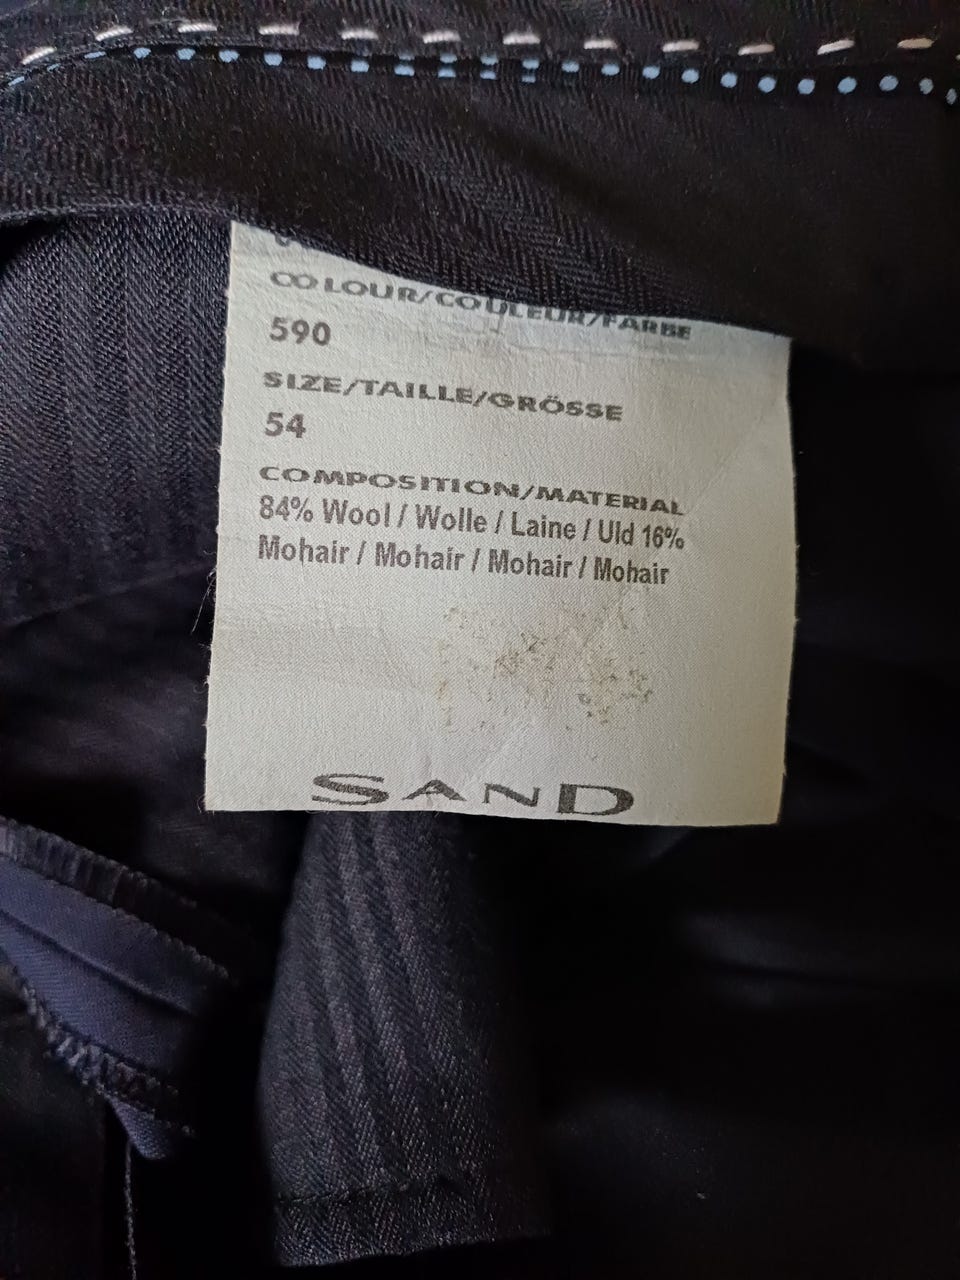 COLOUR/COULEUR/FARBE
590
SIZE/TAILLE/GRÖSSE
54
COMPOSITION/MATERIAL
84% Wool / Wolle / Laine / Uld 16%
Mohair / Mohair / Mohair / Mohair
SAND